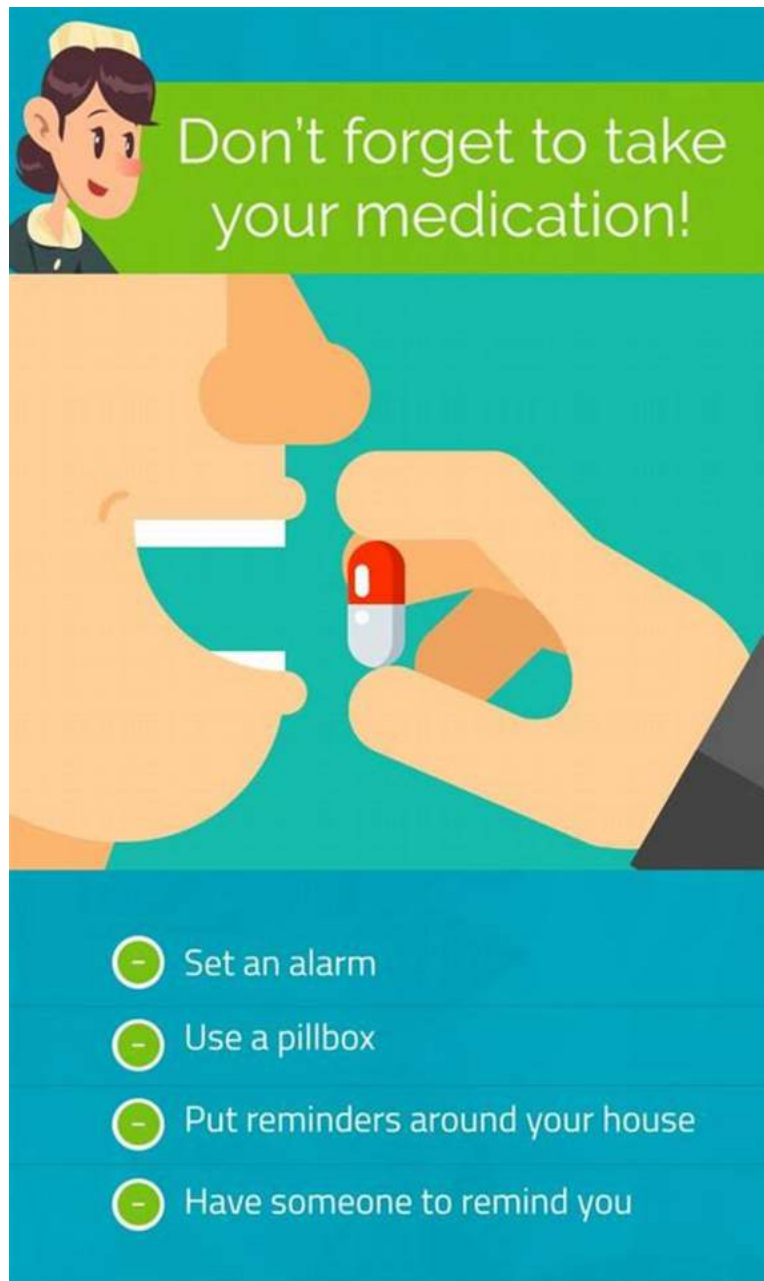 Don't forget to take
your medication!
- Set an alarm
- Use a pillbox
- Put reminders around your house
- Have someone to remind you